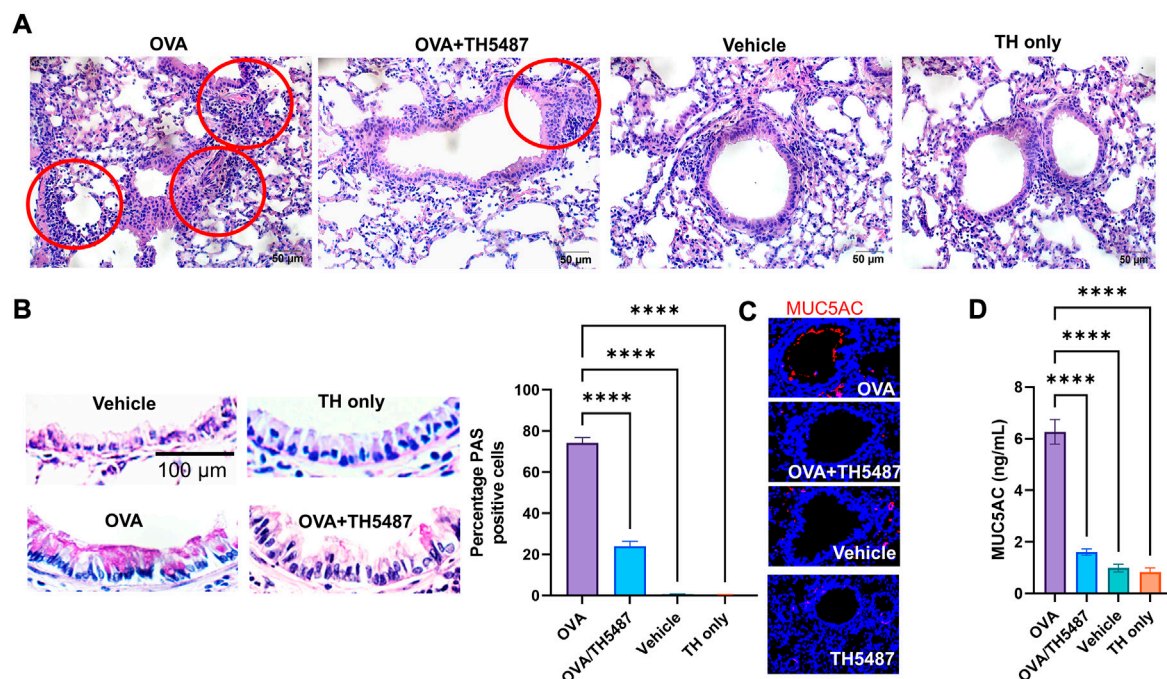 A
OVA
OVA+TH5487
Vehicle
TH only
50 µm
50 µm
50 µm
50 µm
B
Vehicle
TH only
100 µm
OVA
OVA+TH5487
Percentage PAS
positive cells
100
80
60
40
20
0
****
****
****
OVA
OVA/TH5487
Vehicle
TH only
C
MUC5AC
OVA
OVA+TH5487
Vehicle
TH5487
D
MUC5AC (ng/mL)
8
6
4
2
0
****
****
****
OVA
OVA/TH5487
Vehicle
TH only